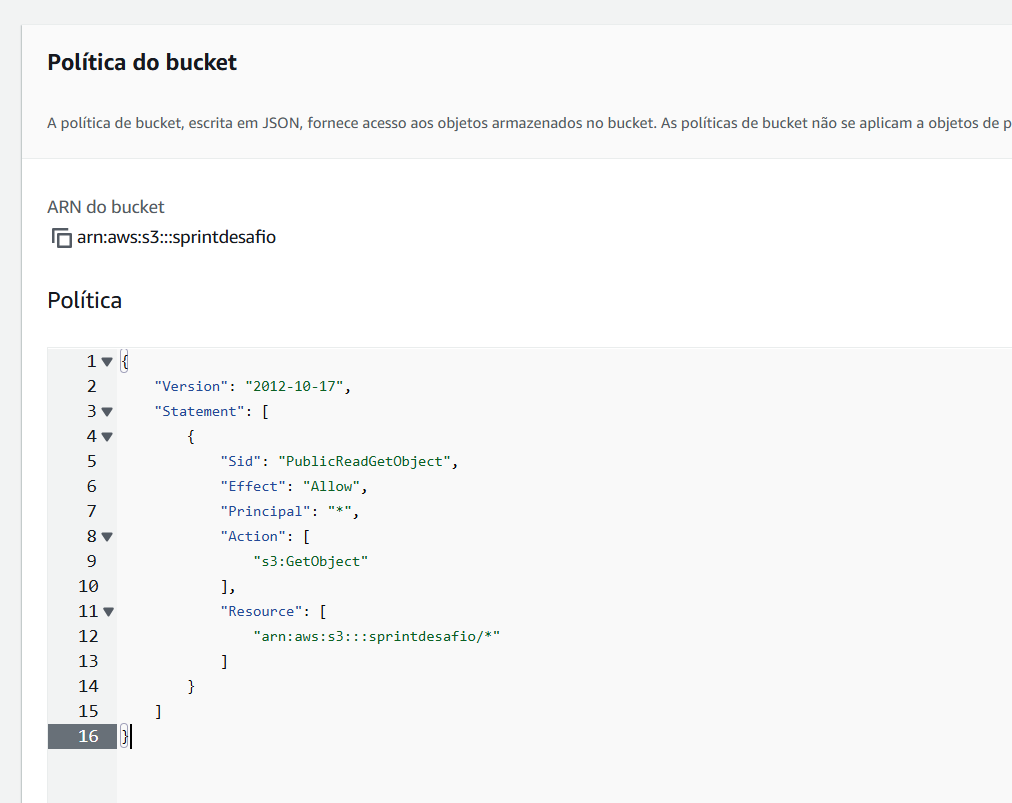 Política do bucket
A política de bucket, escrita em JSON, fornece acesso aos objetos armazenados no bucket. As políticas de bucket não se aplicam a objetos de p
ARN do bucket
arn:aws:s3:::sprintdesafio
Política
1 {
2     "Version": "2012-10-17",
3     "Statement": [
4         {
5             "Sid": "PublicReadGetObject",
6             "Effect": "Allow",
7             "Principal": "*",
8             "Action": [
9                 "s3:GetObject"
10             ],
11             "Resource": [
12                 "arn:aws:s3:::sprintdesafio/*"
13             ]
14         }
15     ]
16 }